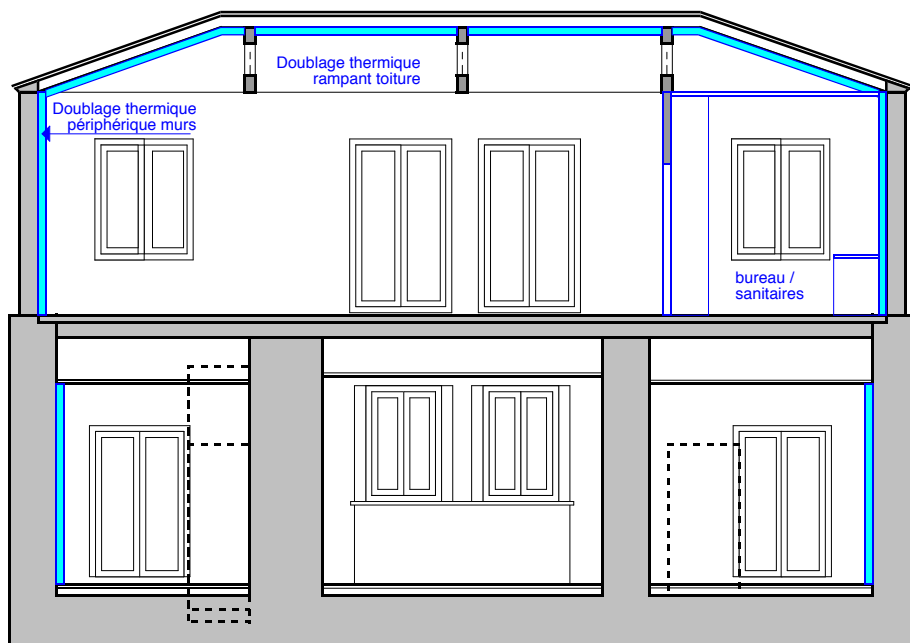 Doublage thermique
rampant toiture
Doublage thermique
périphérique murs
bureau /
sanitaires